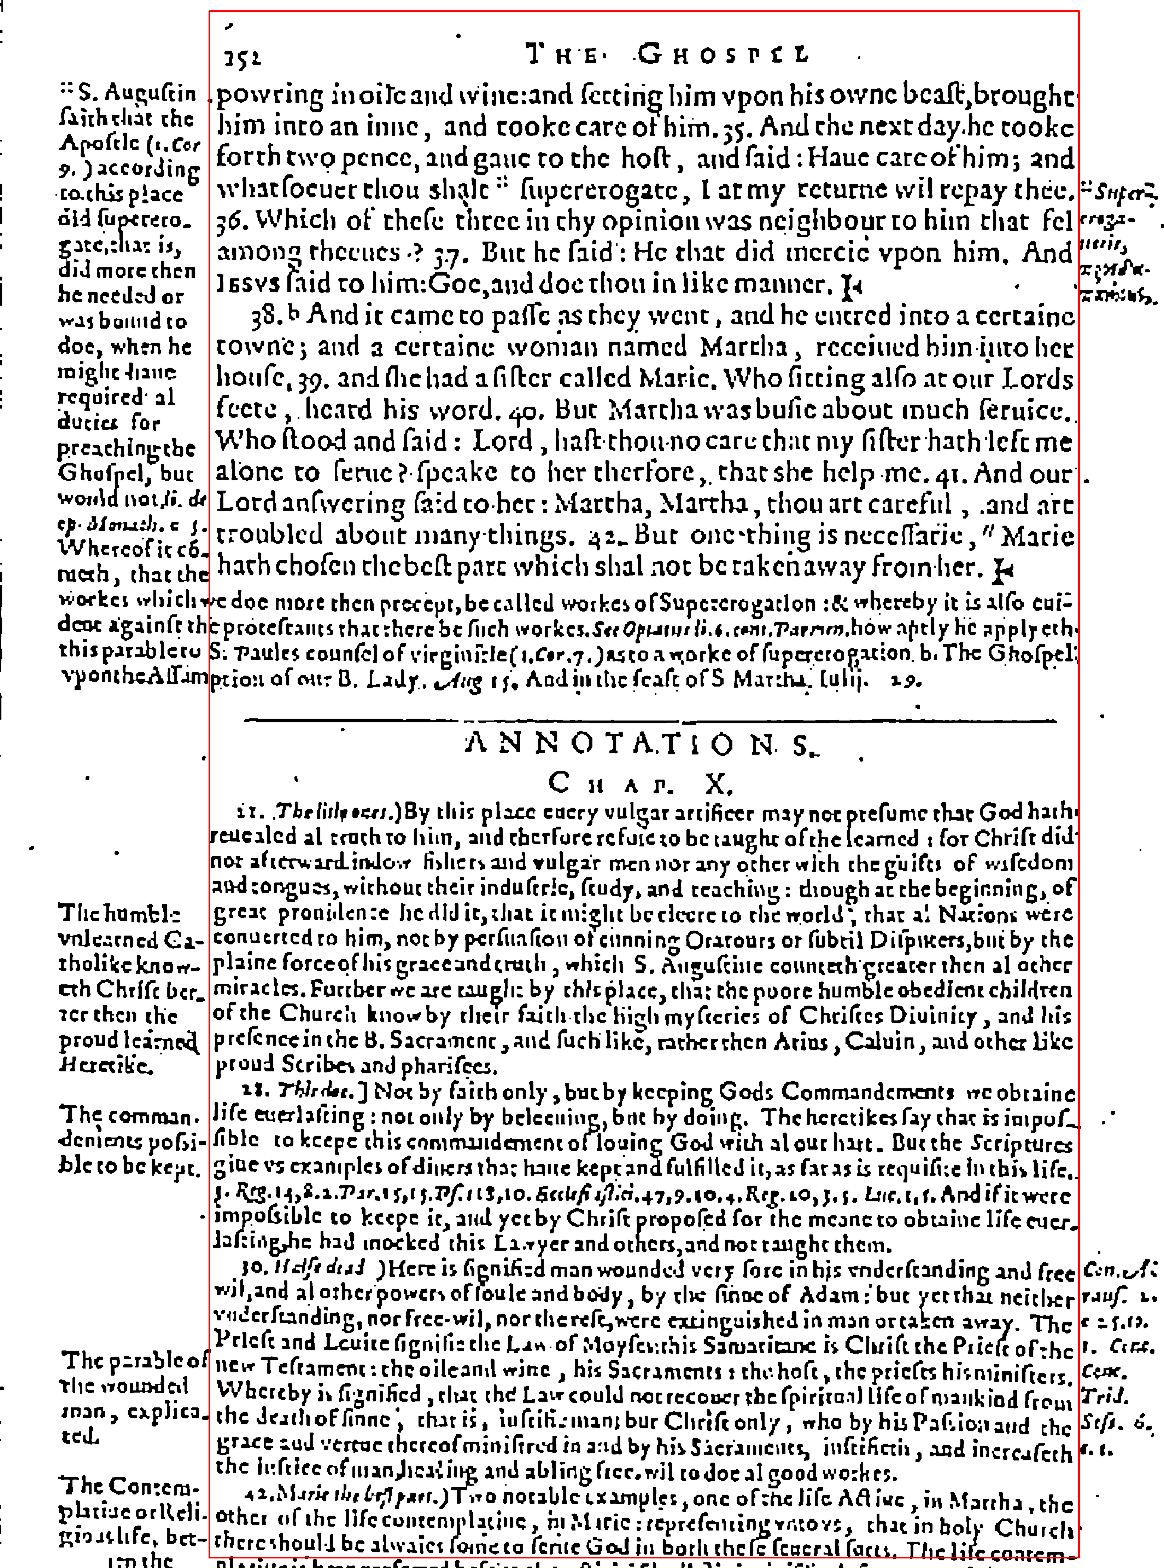 152 THE GHOSPEL
powring in oile and wine: and setting him vpon his owne beast, brought
him into an inne, and tooke care of him. 35. And the next day he tooke
forth two pence, and gaue to the host, and said: Haue care of him; and
whatsoeuer thou shalt :: supererogate, I at my returne wil repay thee.
36. Which of these three in thy opinion was neighbour to him that fel
among theeues? 37. But he said: He that did mercie vpon him. And
IESVS said to him: Goe, and doe thou in like manner.
38. b And it came to passe as they went, and he entred into a certaine
towne; and a certaine woman named Martha, receiued him into her
house, 39. and she had a sister called Marie. Who sitting also at our Lords
feete, heard his word. 40. But Martha was busie about much seruice.
Who stood and said: Lord, hast thou no care that my sister hath left me
alone to serue? speake to her therfore, that she help me. 41. And our
Lord answering said to her: Martha, Martha, thou art careful, and art
troubled about many things. 42. But one thing is necessarie, " Marie
hath chosen the best part which shal not be taken away from her.
:: S. Augustin
saith that the
Apostle (1. Cor
9.) according
to this place
did superero-
gate, that is,
did more then
he needed or
was bound to
doe, when he
might haue
required al
duties for
preaching the
Ghospel, but
would not. li. de
ep. Monach. c 5.
Whereof it cõ-
meth, that the
workes which we doe more then precept, be called workes of Supererogation: & whereby it is also eui-
dent against the protestants that there be such workes. See Optatus li. 6. cont. Parmen. how aptly he applyeth
this parable to S. Paules counsel of virginitie (1. Cor. 7.) as to a worke of supererogation. b. The Ghospel
vpon the Assumption of our B. Lady. Aug 15. And in the feast of S Martha. Iulij. 29.
:: Super-
eroga-
ueris,
ANNOTATIONS.
CHAP. X.
21. The litle ones.) By this place euery vulgar artificer may not presume that God hath
reuealed al truth to him, and therfore refuse to be taught of the learned: for Christ did
not afterward indow fishers and vulgar men nor any other with the guifts of wisedom
and tongues, without their industrie, study, and teaching: though at the beginning, of
great prouidence he did it, that it might be cleere to the world, that al Nations were
conuerted to him, not by persuasion of cunning Oratours or subtil Disputers, but by the
plaine force of his grace and truth, which S. Augustine counteth greater then al other
miracles. Further we are taught by this place, that the poore humble obedient children
of the Church know by their faith the high mysteries of Christes Diuinity, and his
presence in the B. Sacrament, and such like, rather then Arius, Caluin, and other like
proud Scribes and pharisees.
The humble
vnlearned Ca-
tholike know-
eth Christ bet-
ter then the
proud learned
Heretike.
28. This doe.] Not by faith only, but by keeping Gods Commandements we obtaine
life euerlasting: not only by beleeuing, but by doing. The heretikes say that is impos-
sible to keepe this commandement of louing God with al our hart. But the Scriptures
giue vs examples of diuers that haue kept and fulfilled it, as far as is requisite in this life.
3. Reg. 14, 8. 2. Par. 15, 15. Ps. 118, 10. Ecclesiastici. 47, 9. 10. 4. Reg. 20, 3. 5. Luc. 1, 5. And if it were
impossible to keepe it, and yet by Christ proposed for the meane to obtaine life euer-
lasting, he had mocked this Lawyer and others, and not taught them.
The comman-
dements possi-
ble to be kept.
30. Halfe dead) Here is signified man wounded very sore in his vnderstanding and free
wil, and al other powers of soule and body, by the sinne of Adam: but yet that neither
vnderstanding, nor free-wil, nor the rest, were extinguished in man or taken away. The
Priest and Leuite signifie the Law of Moyses: this Samaritane is Christ the Priest of the
new Testament: the oile and wine, his Sacraments: the host, the priestes his ministers.
Whereby is signified, that the Law could not recouer the spiritual life of mankind from
the death of sinne, that is, iustifie man; but Christ only, who by his Passion and the
grace and vertue thereof ministred in and by his Sacraments, iustifieth, and increaseth
the iustice of man, healing and abling free wil to doe al good workes.
The parable of
the wounded
man, explica-
ted.
Conc.
c 25.
Conc.
Trid.
Sess. 6.
c. 1.
42. Marie the best part.) Two notable examples, one of the life Actiue, in Martha, the
other of the life contemplatiue, in Marie: representing vnto vs, that in holy Church
there should be alwaies some to serue God in both these seueral sorts. The life contem-
The Contem-
platiue or Reli-
gious life, bet-